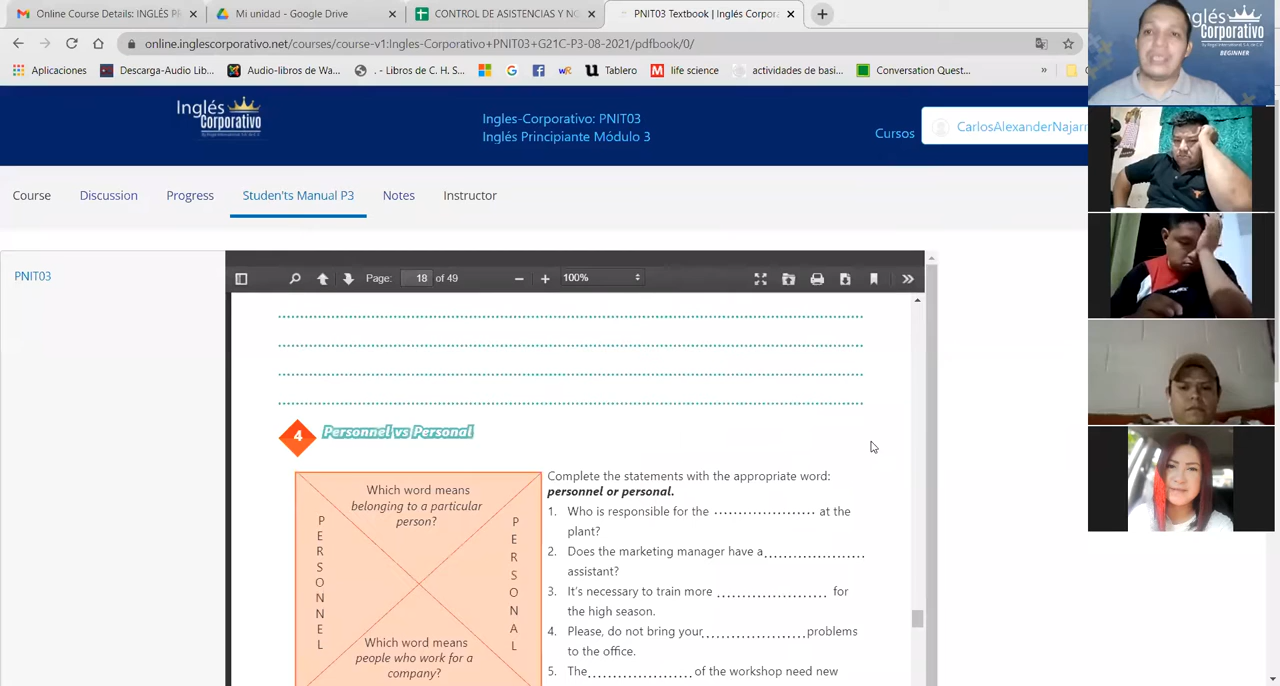 Online Course Details: INGLÉS P
Mi unidad - Google Drive
CONTROL DE ASISTENCIAS Y NO
PNIT03 Textbook | Inglés Corpora
online.inglescorporativo.net/courses/course-v1:Ingles-Corporativo+PNIT03+G21C-P3-08-2021/pdfbook/0/
Aplicaciones
Descarga-Audio Lib...
Audio-libros de Wa...
. - Libros de C. H. S...
Tablero
life science
actividades de basi...
Conversation Quest...
»
Inglés
Corporativo
Ingles-Corporativo: PNIT03
Inglés Principiante Módulo 3
Cursos
CarlosAlexanderNajarr
nglés
Corporativo
BEGINNER
Course
Discussion
Progress
Studen'ts Manual P3
Notes
Instructor
PNIT03
Page: 18 of 49
100%
4
Personnel vs Personal
Which word means
belonging to a particular
person?
PERSONNEL
PERSONAL
Which word means
people who work for a
company?
Complete the statements with the appropriate word:
personnel or personal.
1. Who is responsible for the .................... at the
plant?
2. Does the marketing manager have a....................
assistant?
3. It's necessary to train more ...................... for
the high season.
4. Please, do not bring your.....................problems
to the office.
5. The..................... of the workshop need new